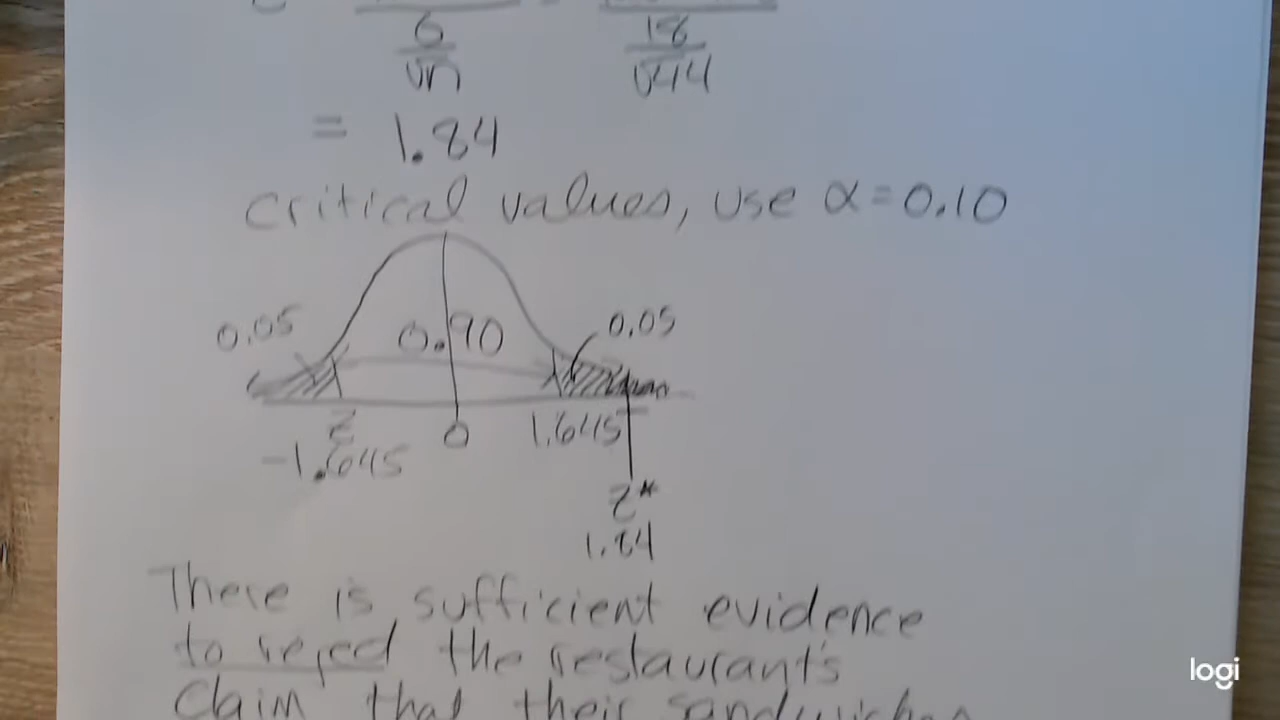 σ 18
√n √44
= 1.84
critical values, use α=0.10
0.05 0.90 0.05
z 0 1.645
-1.645
z*
1.84
There is sufficient evidence
to reject the restaurant's
claim that their sandwiches
logi